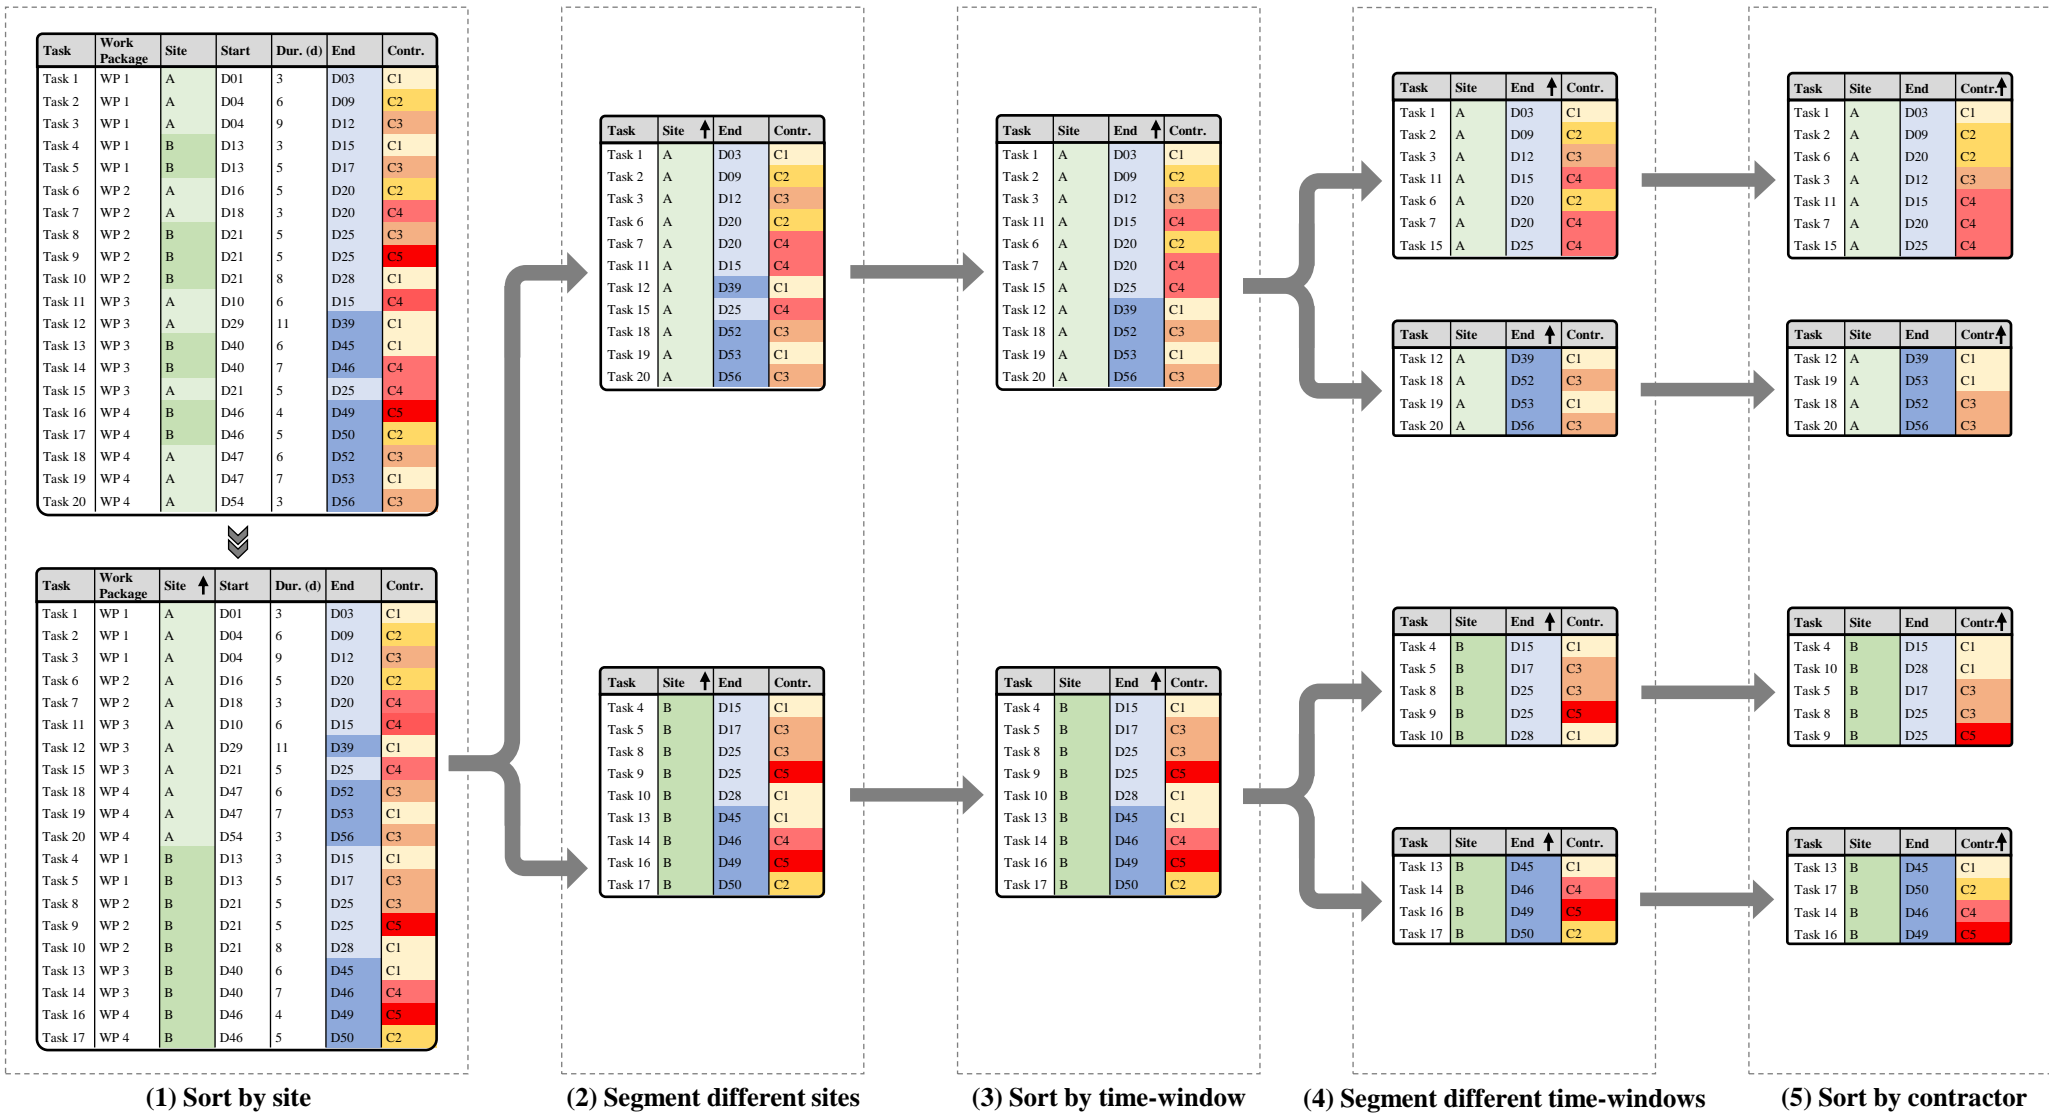 Task Work Package Site Start Dur. (d) End Contr.
Task 1 WP 1 A D01 3 D03 C1
Task 2 WP 1 A D04 6 D09 C2
Task 3 WP 1 A D04 9 D12 C3
Task 4 WP 1 B D13 3 D15 C1
Task 5 WP 1 B D13 5 D17 C3
Task 6 WP 2 A D16 5 D20 C2
Task 7 WP 2 A D18 3 D20 C4
Task 8 WP 2 B D21 5 D25 C3
Task 9 WP 2 B D21 5 D25 C5
Task 10 WP 2 B D21 8 D28 C1
Task 11 WP 3 A D10 6 D15 C4
Task 12 WP 3 A D29 11 D39 C1
Task 13 WP 3 B D40 6 D45 C1
Task 14 WP 3 B D40 7 D46 C4
Task 15 WP 3 A D21 5 D25 C4
Task 16 WP 4 B D46 4 D49 C5
Task 17 WP 4 B D46 5 D50 C2
Task 18 WP 4 A D47 6 D52 C3
Task 19 WP 4 A D47 7 D53 C1
Task 20 WP 4 A D54 3 D56 C3
Task Work Package Site Start Dur. (d) End Contr.
Task 1 WP 1 A D01 3 D03 C1
Task 2 WP 1 A D04 6 D09 C2
Task 3 WP 1 A D04 9 D12 C3
Task 6 WP 2 A D16 5 D20 C2
Task 7 WP 2 A D18 3 D20 C4
Task 11 WP 3 A D10 6 D15 C4
Task 12 WP 3 A D29 11 D39 C1
Task 15 WP 3 A D21 5 D25 C4
Task 18 WP 4 A D47 6 D52 C3
Task 19 WP 4 A D47 7 D53 C1
Task 20 WP 4 A D54 3 D56 C3
Task 4 WP 1 B D13 3 D15 C1
Task 5 WP 1 B D13 5 D17 C3
Task 8 WP 2 B D21 5 D25 C3
Task 9 WP 2 B D21 5 D25 C5
Task 10 WP 2 B D21 8 D28 C1
Task 13 WP 3 B D40 6 D45 C1
Task 14 WP 3 B D40 7 D46 C4
Task 16 WP 4 B D46 4 D49 C5
Task 17 WP 4 B D46 5 D50 C2
(1) Sort by site
Task Site End Contr.
Task 1 A D03 C1
Task 2 A D09 C2
Task 3 A D12 C3
Task 6 A D20 C2
Task 7 A D20 C4
Task 11 A D15 C4
Task 12 A D39 C1
Task 15 A D25 C4
Task 18 A D52 C3
Task 19 A D53 C1
Task 20 A D56 C3
Task Site End Contr.
Task 4 B D15 C1
Task 5 B D17 C3
Task 8 B D25 C3
Task 9 B D25 C5
Task 10 B D28 C1
Task 13 B D45 C1
Task 14 B D46 C4
Task 16 B D49 C5
Task 17 B D50 C2
(2) Segment different sites
Task Site End Contr.
Task 1 A D03 C1
Task 2 A D09 C2
Task 3 A D12 C3
Task 11 A D15 C4
Task 6 A D20 C2
Task 7 A D20 C4
Task 15 A D25 C4
Task 12 A D39 C1
Task 18 A D52 C3
Task 19 A D53 C1
Task 20 A D56 C3
Task Site End Contr.
Task 4 B D15 C1
Task 5 B D17 C3
Task 8 B D25 C3
Task 9 B D25 C5
Task 10 B D28 C1
Task 13 B D45 C1
Task 14 B D46 C4
Task 16 B D49 C5
Task 17 B D50 C2
(3) Sort by time-window
Task Site End Contr.
Task 1 A D03 C1
Task 2 A D09 C2
Task 3 A D12 C3
Task 11 A D15 C4
Task 6 A D20 C2
Task 7 A D20 C4
Task 15 A D25 C4
Task Site End Contr.
Task 12 A D39 C1
Task 18 A D52 C3
Task 19 A D53 C1
Task 20 A D56 C3
Task Site End Contr.
Task 4 B D15 C1
Task 5 B D17 C3
Task 8 B D25 C3
Task 9 B D25 C5
Task 10 B D28 C1
Task Site End Contr.
Task 13 B D45 C1
Task 14 B D46 C4
Task 16 B D49 C5
Task 17 B D50 C2
(4) Segment different time-windows
Task Site End Contr.
Task 1 A D03 C1
Task 2 A D09 C2
Task 6 A D20 C2
Task 3 A D12 C3
Task 11 A D15 C4
Task 7 A D20 C4
Task 15 A D25 C4
Task Site End Contr.
Task 12 A D39 C1
Task 19 A D53 C1
Task 18 A D52 C3
Task 20 A D56 C3
Task Site End Contr.
Task 4 B D15 C1
Task 10 B D28 C1
Task 5 B D17 C3
Task 8 B D25 C3
Task 9 B D25 C5
Task Site End Contr.
Task 13 B D45 C1
Task 17 B D50 C2
Task 14 B D46 C4
Task 16 B D49 C5
(5) Sort by contractor